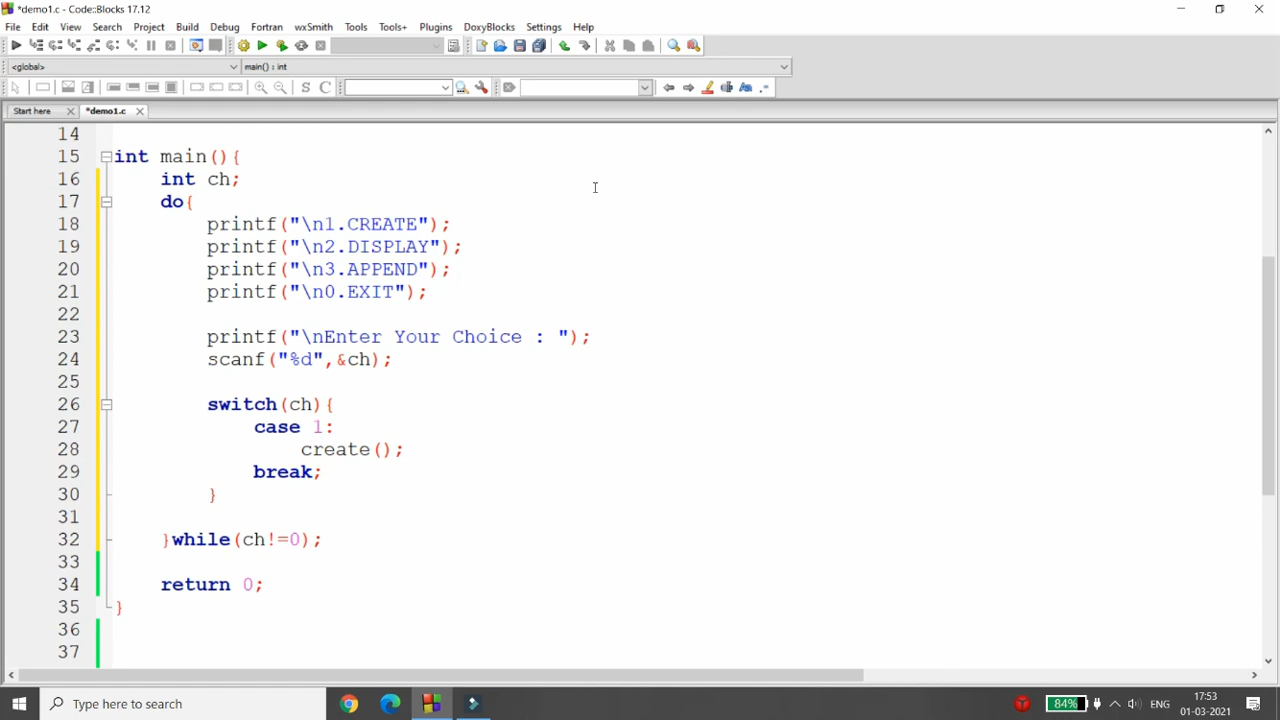 *demo1.c - Code::Blocks 17.12
File Edit View Search Project Build Debug Fortran wxSmith Tools Tools+ Plugins DoxyBlocks Settings Help
<global> main() : int
S C
Start here *demo1.c
14
15 int main(){
16 int ch;
17 do{
18 printf("\n1.CREATE");
19 printf("\n2.DISPLAY");
20 printf("\n3.APPEND");
21 printf("\n0.EXIT");
22
23 printf("\nEnter Your Choice : ");
24 scanf("%d",&ch);
25
26 switch(ch){
27 case 1:
28 create();
29 break;
30 }
31
32 }while(ch!=0);
33
34 return 0;
35 }
36
37
Type here to search 84% ENG 17:53
01-03-2021